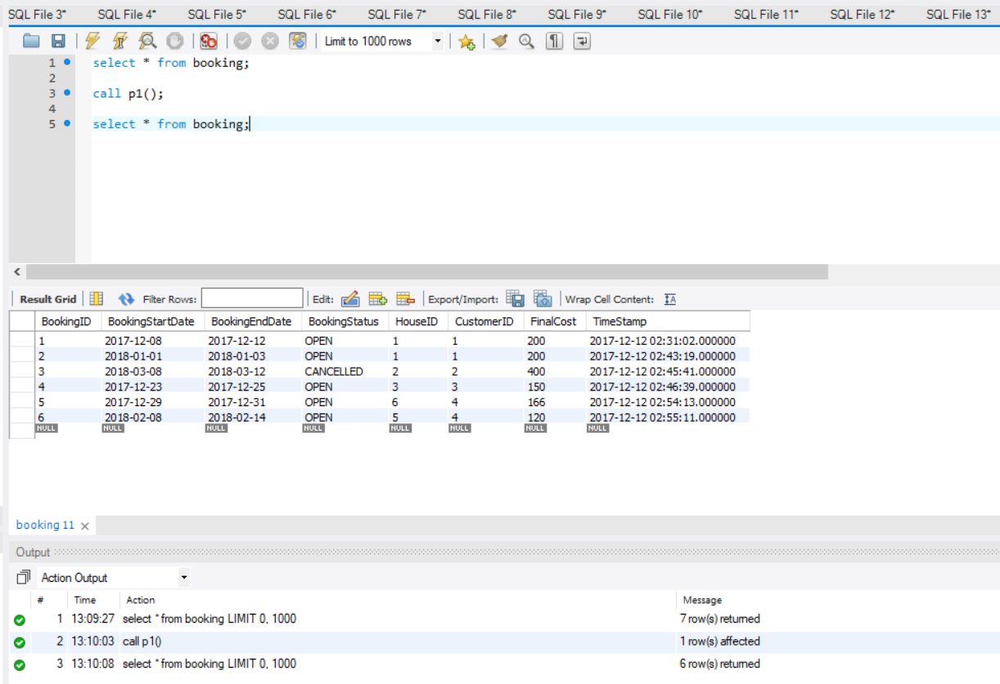 SQL File 3* SQL File 4* SQL File 5* SQL File 6* SQL File 7* SQL File 8* SQL File 9* SQL File 10* SQL File 11* SQL File 12* SQL File 13*
Limit to 1000 rows
1 select * from booking;
2
3 call p1();
4
5 select * from booking;
Result Grid Filter Rows: Edit: Export/Import: Wrap Cell Content:
BookingID BookingStartDate BookingEndDate BookingStatus HouseID CustomerID FinalCost TimeStamp
1 2017-12-08 2017-12-12 OPEN 1 1 200 2017-12-12 02:31:02.000000
2 2018-01-01 2018-01-03 OPEN 1 1 200 2017-12-12 02:43:19.000000
3 2018-03-08 2018-03-12 CANCELLED 2 2 400 2017-12-12 02:45:41.000000
4 2017-12-23 2017-12-25 OPEN 3 3 150 2017-12-12 02:46:39.000000
5 2017-12-29 2017-12-31 OPEN 6 4 166 2017-12-12 02:54:13.000000
6 2018-02-08 2018-02-14 OPEN 5 4 120 2017-12-12 02:55:11.000000
NULL NULL NULL NULL NULL NULL NULL NULL
booking 11
Output
Action Output
# Time Action Message
1 13:09:27 select * from booking LIMIT 0, 1000 7 row(s) returned
2 13:10:03 call p1() 1 row(s) affected
3 13:10:08 select * from booking LIMIT 0, 1000 6 row(s) returned